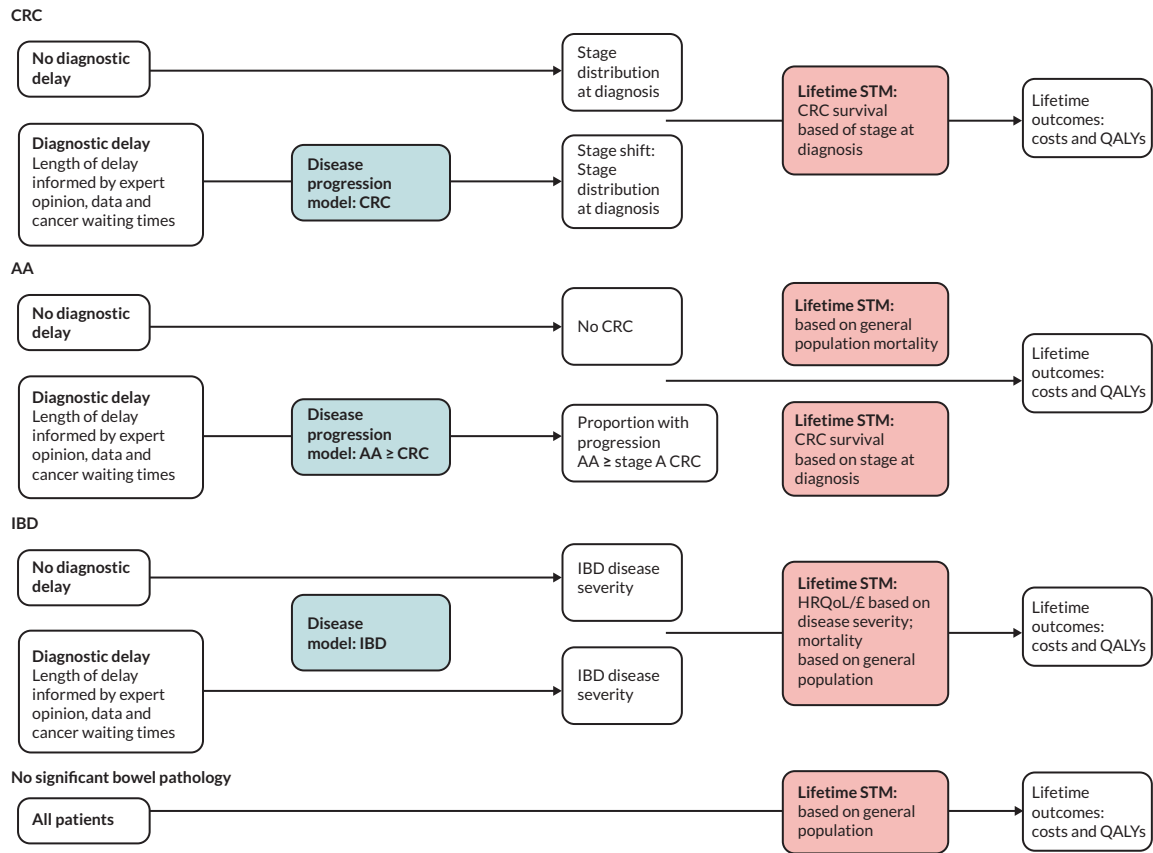 CRC
No diagnostic
delay
Stage
distribution
at diagnosis
Lifetime STM:
CRC survival
based of stage at
diagnosis
Lifetime
outcomes:
costs and QALYs
Diagnostic delay
Length of delay
informed by expert
opinion, data and
cancer waiting times
Disease
progression
model: CRC
Stage shift:
Stage
distribution
at diagnosis
AA
No diagnostic
delay
No CRC
Lifetime STM:
based on general
population mortality
Lifetime
outcomes:
costs and QALYs
Diagnostic delay
Length of delay
informed by expert
opinion, data and
cancer waiting times
Disease
progression
model: AA ≥ CRC
Proportion with
progression
AA ≥ stage A CRC
Lifetime STM:
CRC survival
based on stage at
diagnosis
IBD
No diagnostic
delay
Disease
model: IBD
IBD disease
severity
Lifetime STM:
HRQoL/£ based on
disease severity;
mortality
based on general
population
Lifetime
outcomes:
costs and QALYs
Diagnostic delay
Length of delay
informed by expert
opinion, data and
cancer waiting times
IBD disease
severity
No significant bowel pathology
All patients
Lifetime STM:
based on general
population
Lifetime
outcomes:
costs and QALYs